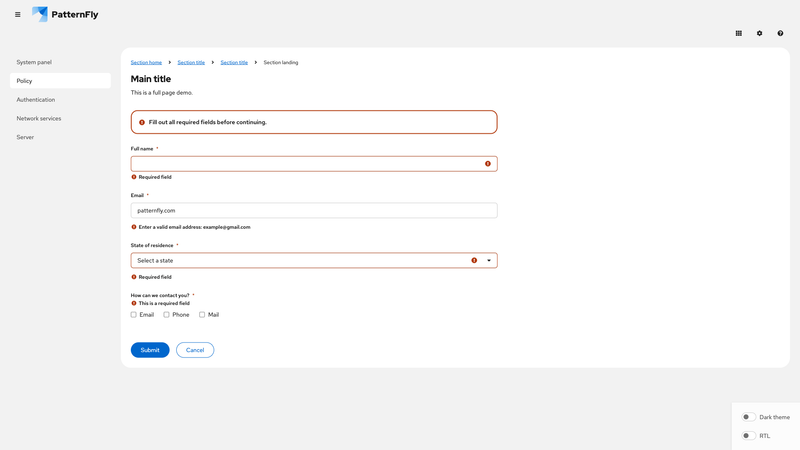 PatternFly
System panel
Policy
Authentication
Network services
Server
Section home Section title Section title Section landing
Main title
This is a full page demo.
Fill out all required fields before continuing.
Full name *
Required field
Email *
patternfly.com
Enter a valid email address: example@gmail.com
State of residence *
Select a state
Required field
How can we contact you? *
This is a required field
Email Phone Mail
Submit Cancel
Dark theme
RTL